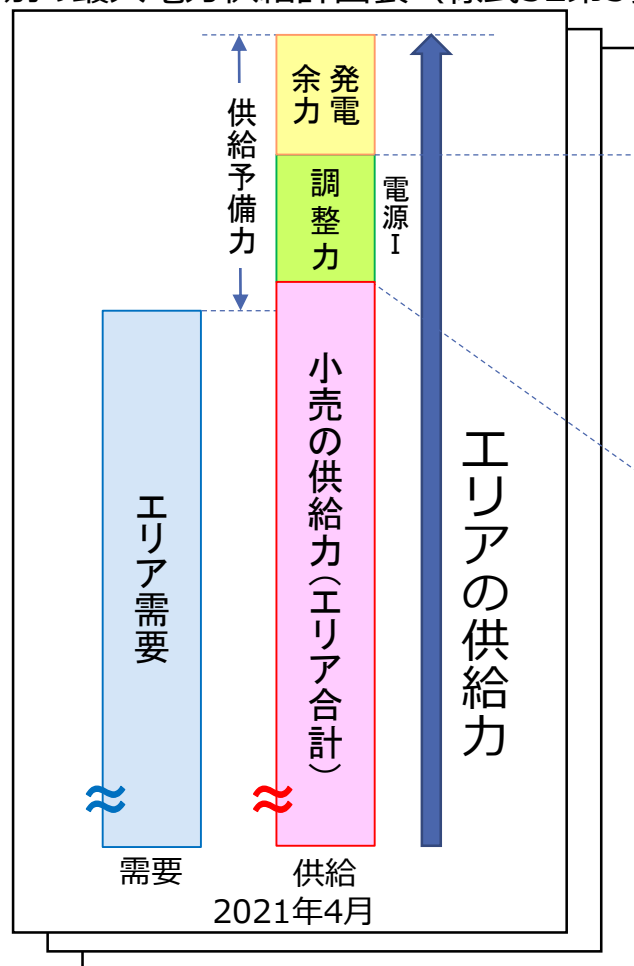 発電余力
供給予備力
調整力
電源Ⅰ
小売の供給力(エリア合計)
エリア需要
エリアの供給力
需要
供給
2021年4月